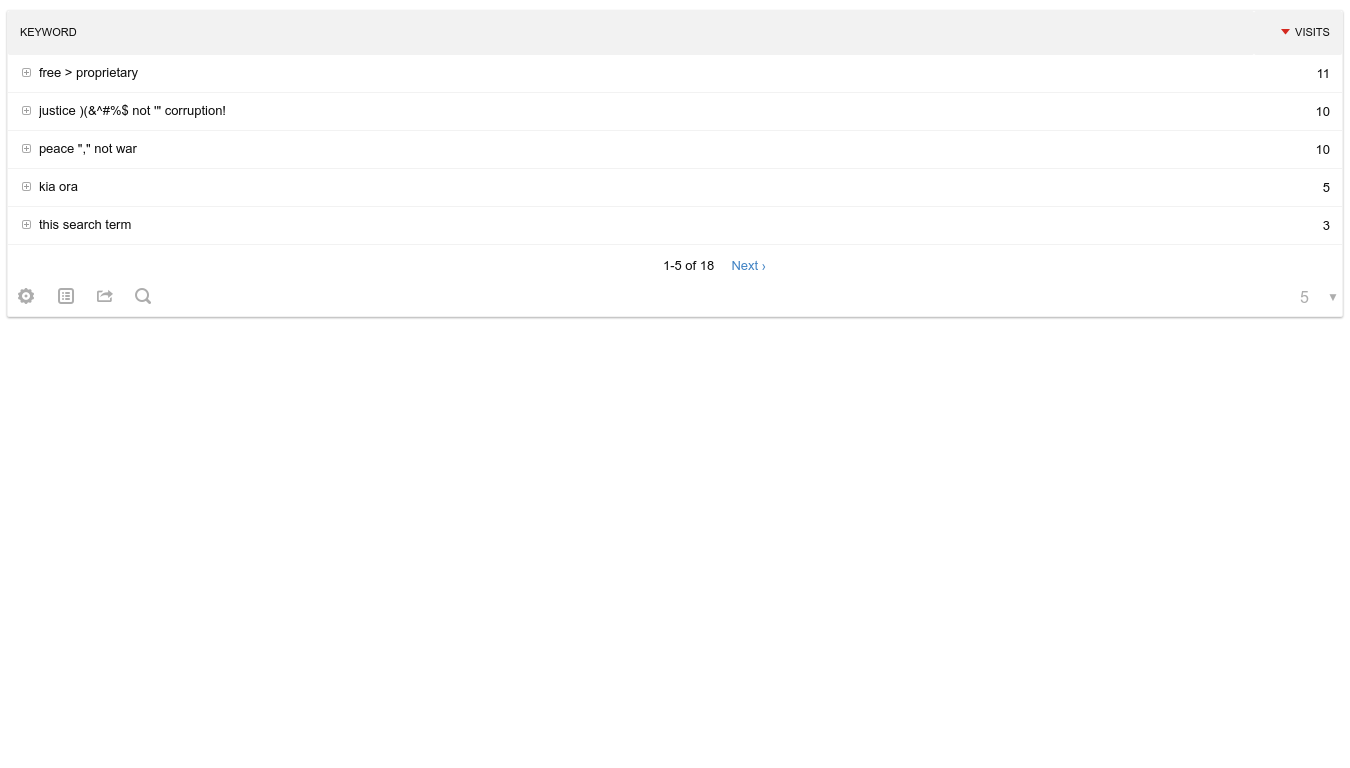 KEYWORD VISITS
free > proprietary 11
justice )(&^#%$ not '" corruption! 10
peace "," not war 10
kia ora 5
this search term 3
1-5 of 18 Next ›
5